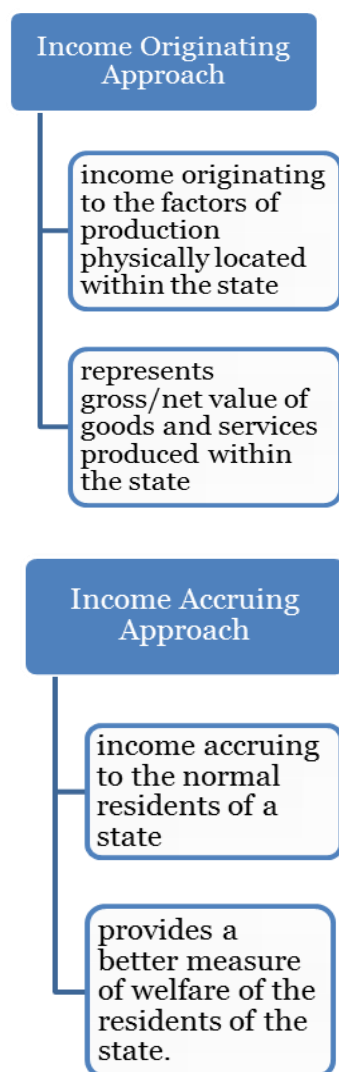 Income Originating
Approach
income originating
to the factors of
production
physically located
within the state
represents
gross/net value of
goods and services
produced within
the state
Income Accruing
Approach
income accruing
to the normal
residents of a
state
provides a
better measure
of welfare of the
residents of the
state.